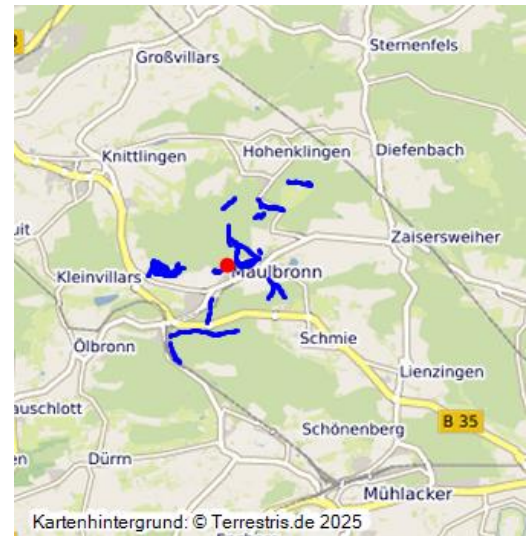 Sternenfels
Großvillars
Knittlingen
Hohenklingen
Diefenbach
Zaisersweiher
Kleinvillars
Maulbronn
Ölbronn
Schmie
Lienzingen
B 35
Schönenberg
Dürrn
Mühlacker
Kartenhintergrund: © Terrestris.de 2025